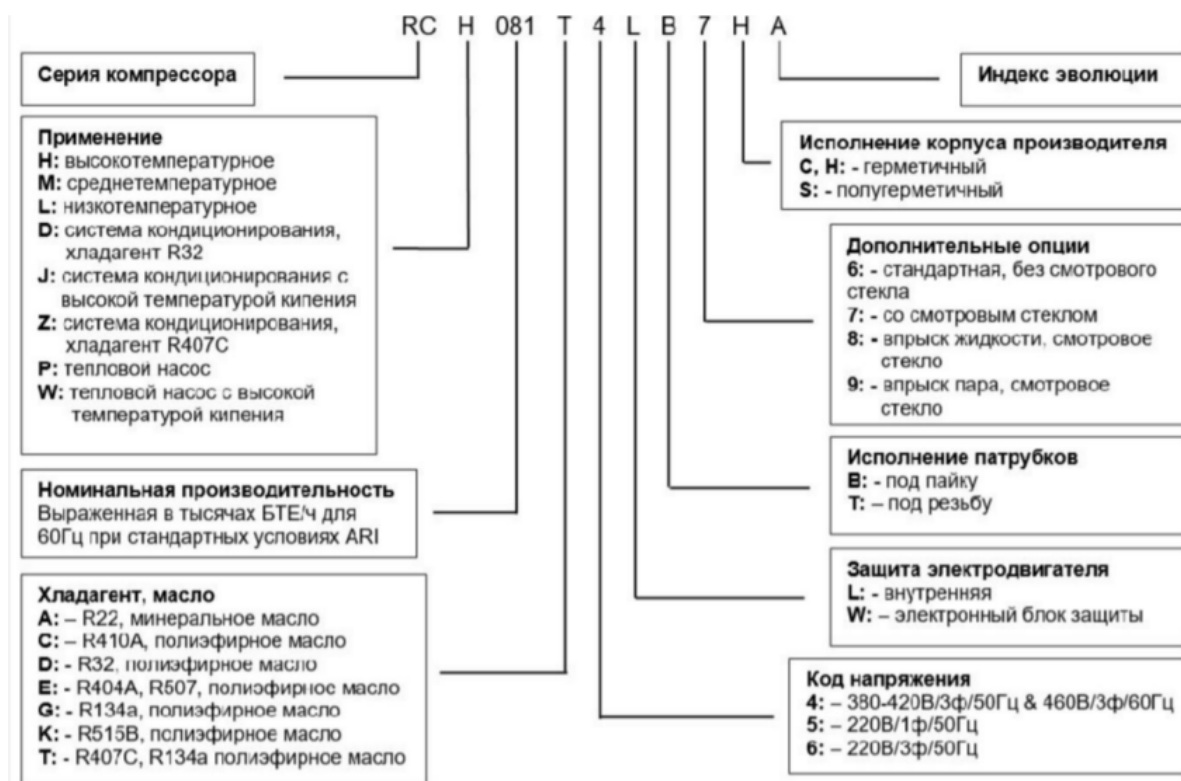 RC H 081 T 4 L B 7 H A
Серия компрессора
Применение
H: высокотемпературное
M: среднетемпературное
L: низкотемпературное
D: система кондиционирования,
хладагент R32
J: система кондиционирования с
высокой температурой кипения
Z: система кондиционирования,
хладагент R407C
P: тепловой насос
W: тепловой насос с высокой
температурой кипения
Номинальная производительность
Выраженная в тысячах БТЕ/ч для
60Гц при стандартных условиях ARI
Хладагент, масло
A: – R22, минеральное масло
C: – R410A, полиэфирное масло
D: - R32, полиэфирное масло
E: - R404A, R507, полиэфирное масло
G: - R134a, полиэфирное масло
K: - R515B, полиэфирное масло
T: - R407C, R134a полиэфирное масло
Индекс эволюции
Исполнение корпуса производителя
C, H: - герметичный
S: - полугерметичный
Дополнительные опции
6: - стандартная, без смотрового
стекла
7: - со смотровым стеклом
8: - впрыск жидкости, смотровое
стекло
9: - впрыск пара, смотровое
стекло
Исполнение патрубков
B: - под пайку
T: – под резьбу
Защита электродвигателя
L: - внутренняя
W: – электронный блок защиты
Код напряжения
4: – 380-420В/3ф/50Гц & 460В/3ф/60Гц
5: – 220В/1ф/50Гц
6: – 220В/3ф/50Гц